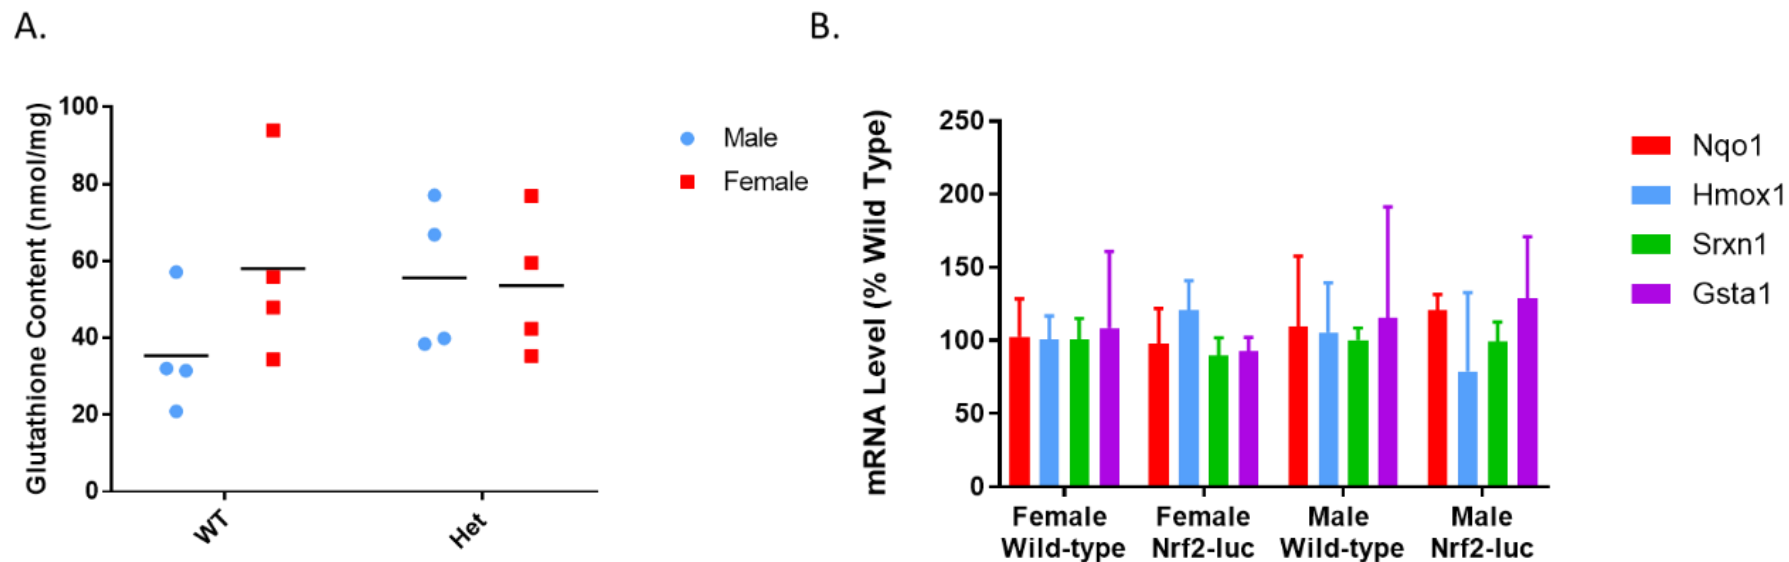 A.
Glutathione Content (nmol/mg)
100
80
60
40
20
0
WT
Het
Male
Female
B.
mRNA Level (% Wild Type)
250
200
150
100
50
0
Female
Wild-type
Female
Nrf2-luc
Male
Wild-type
Male
Nrf2-luc
Nqo1
Hmox1
Srxn1
Gsta1